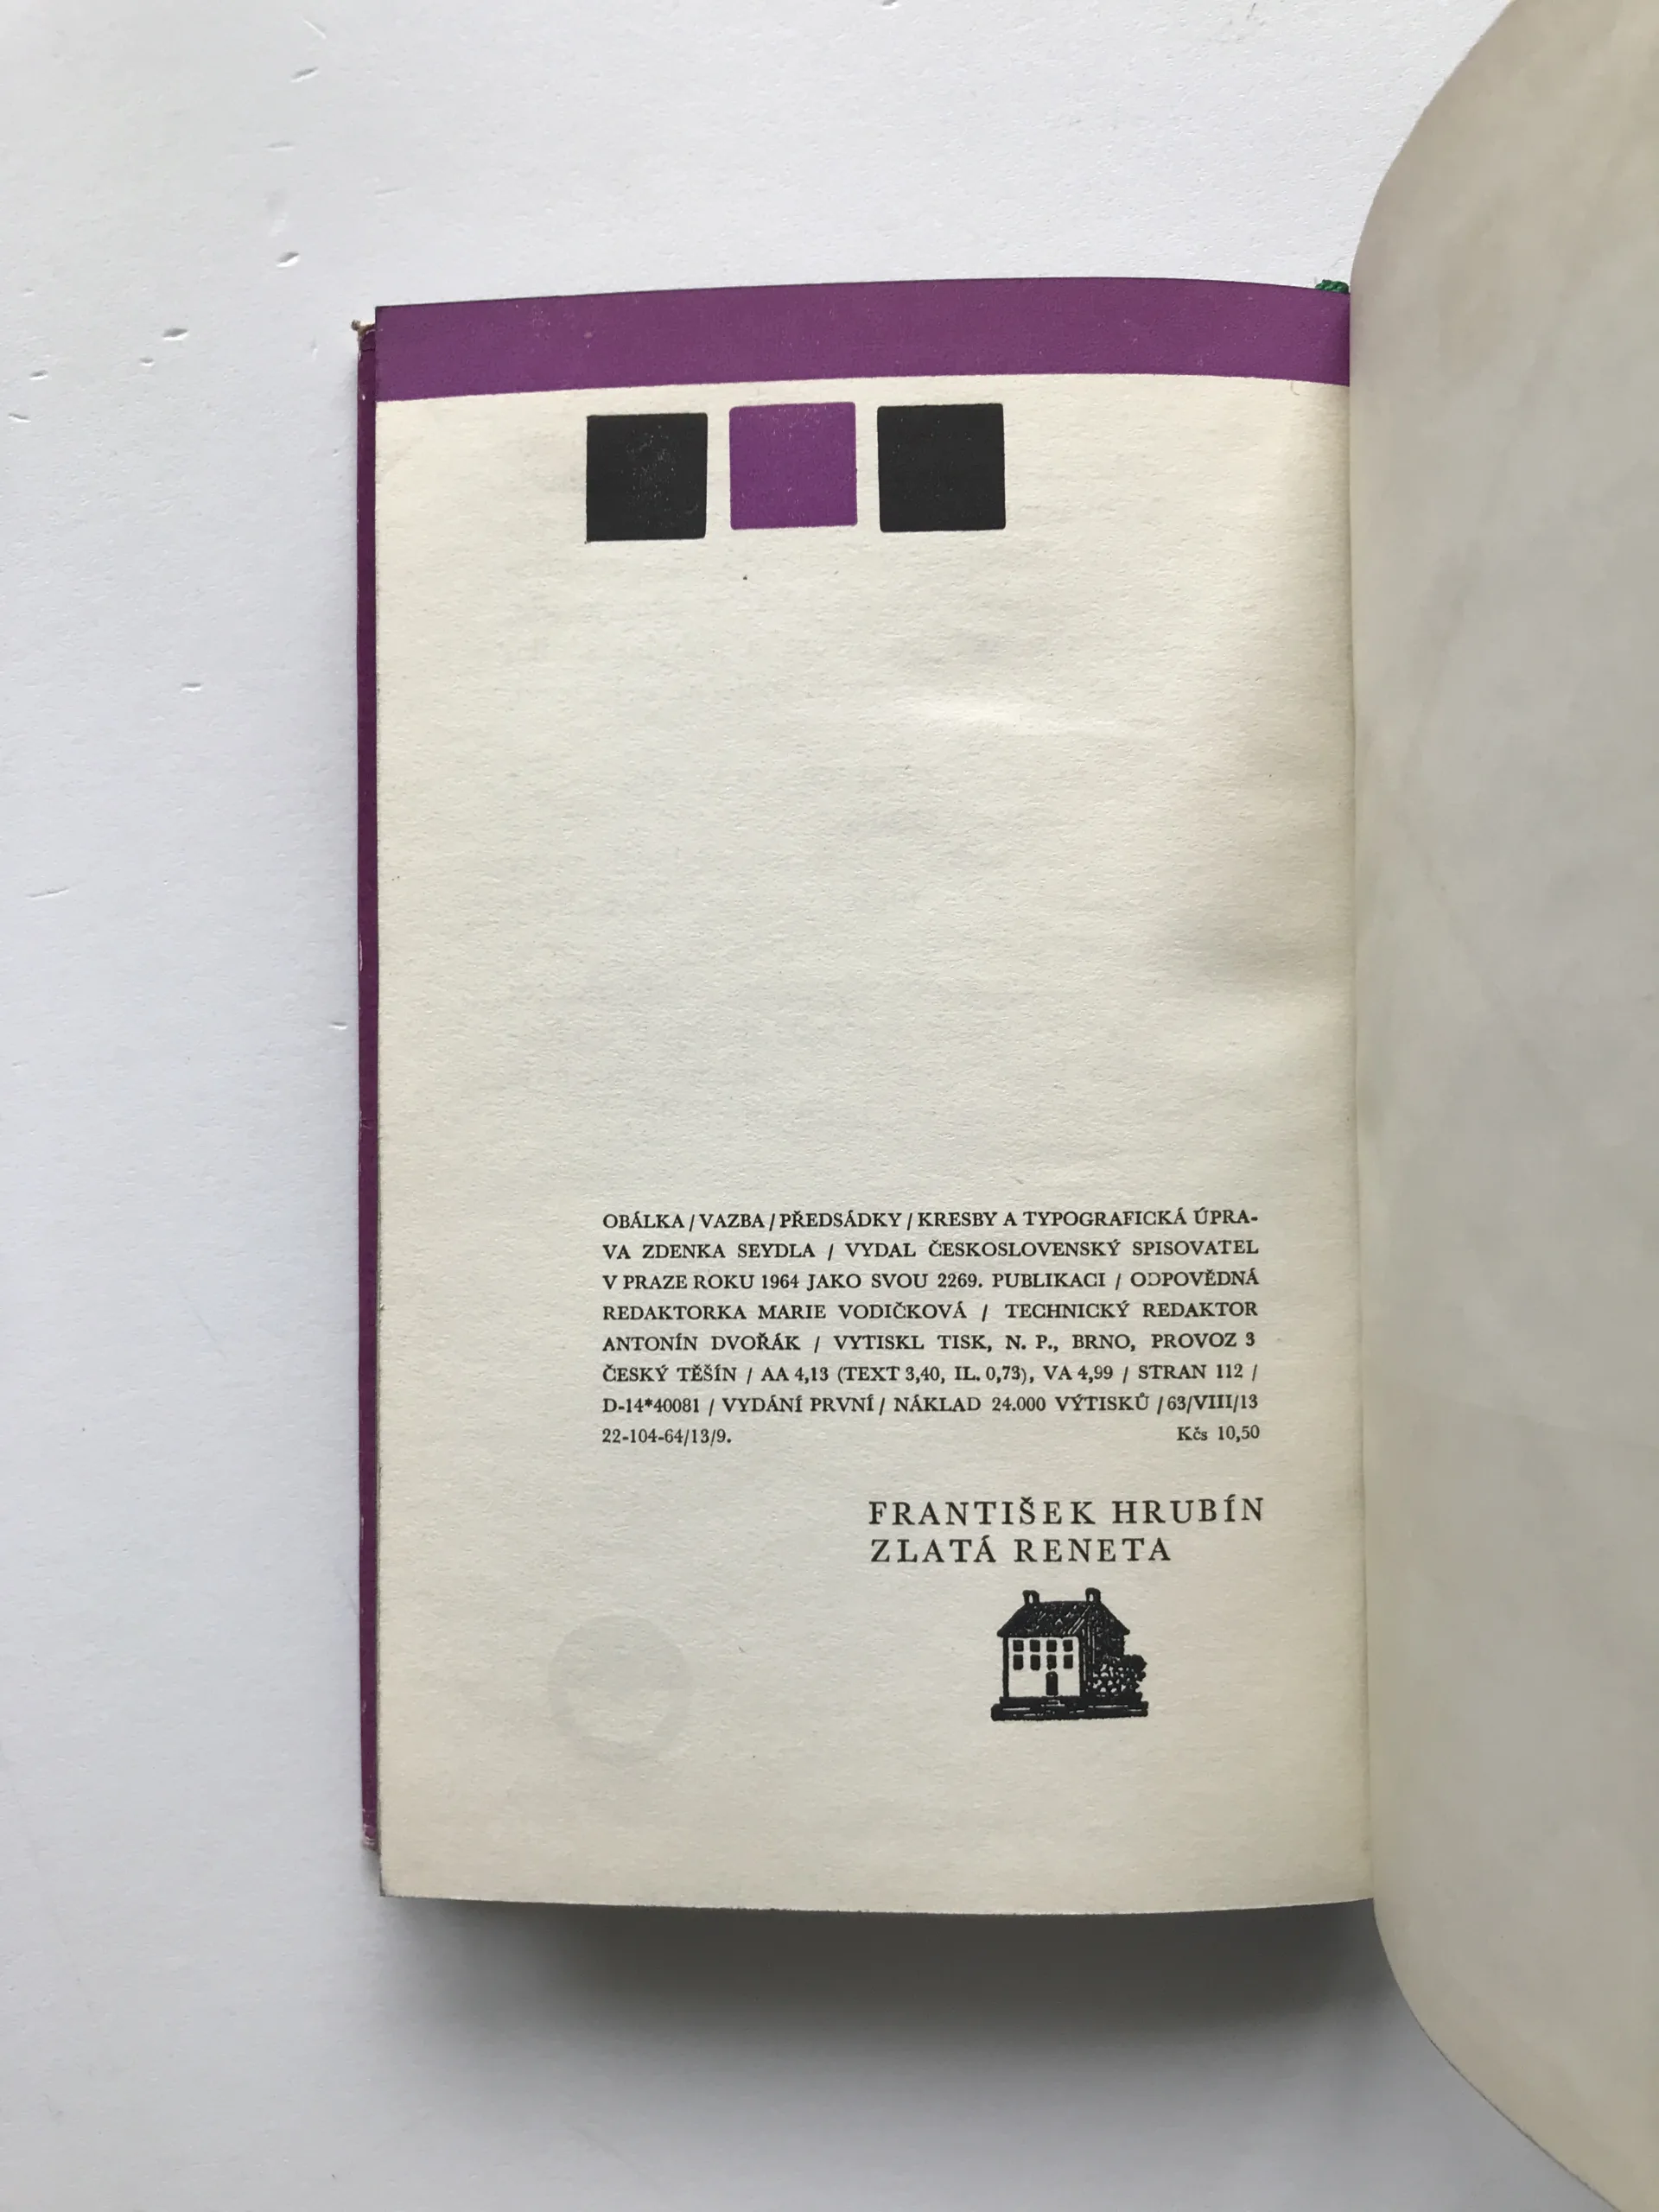 OBÁLKA / VAZBA / PŘEDSÁDKY / KRESBY A TYPOGRAFICKÁ ÚPRA-
VA ZDENKA SEYDLA / VYDAL ČESKOSLOVENSKÝ SPISOVATEL
V PRAZE ROKU 1964 JAKO SVOU 2269. PUBLIKACI / ODPOVĚDNÁ
REDAKTORKA MARIE VODIČKOVÁ / TECHNICKÝ REDAKTOR
ANTONÍN DVOŘÁK / VYTISKL TISK, N. P., BRNO, PROVOZ 3
ČESKÝ TĚŠÍN / AA 4,13 (TEXT 3,40, IL. 0,73), VA 4,99 / STRAN 112 /
D-14*40081 / VYDÁNÍ PRVNÍ / NÁKLAD 24.000 VÝTISKŮ / 63/VIII/13
22-104-64/13/9. Kčs 10,50
FRANTIŠEK HRUBÍN
ZLATÁ RENETA